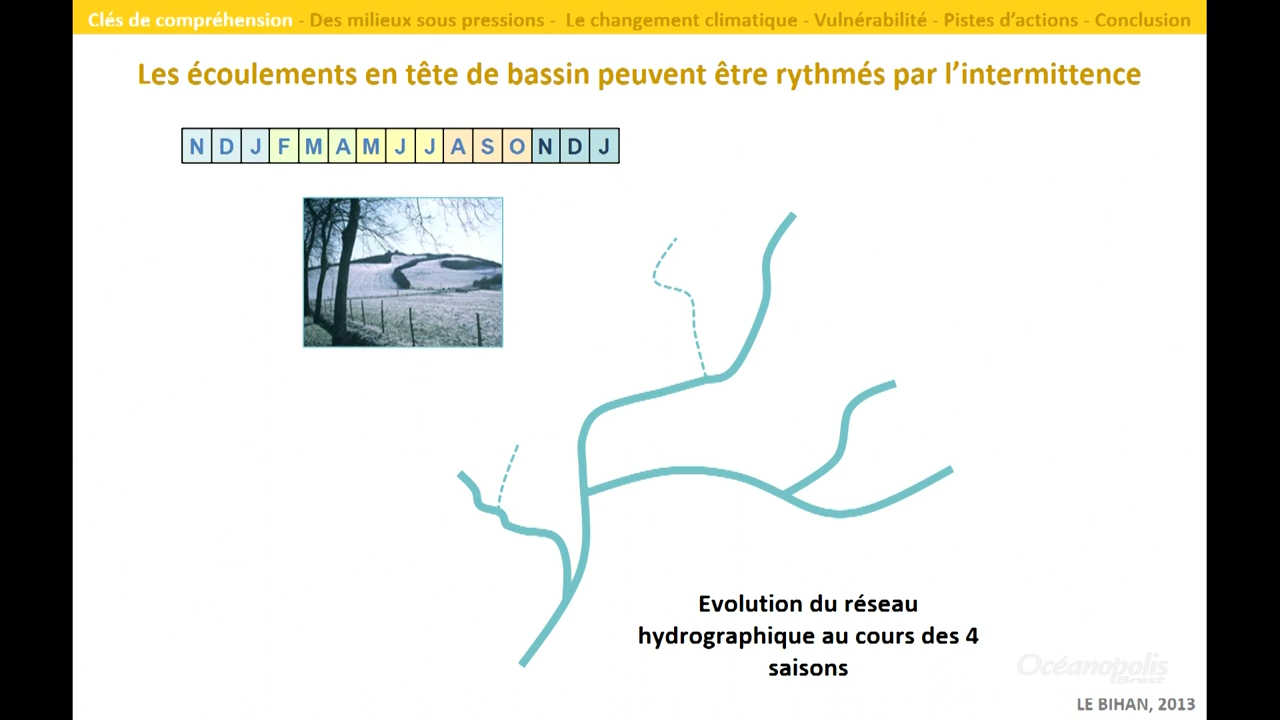 Clés de compréhension - Des milieux sous pressions - Le changement climatique - Vulnérabilité - Pistes d’actions - Conclusion
Les écoulements en tête de bassin peuvent être rythmés par l’intermittence
N D J F M A M J J A S O N D J
Evolution du réseau
hydrographique au cours des 4
saisons
Océanopolis
Brest
LE BIHAN, 2013